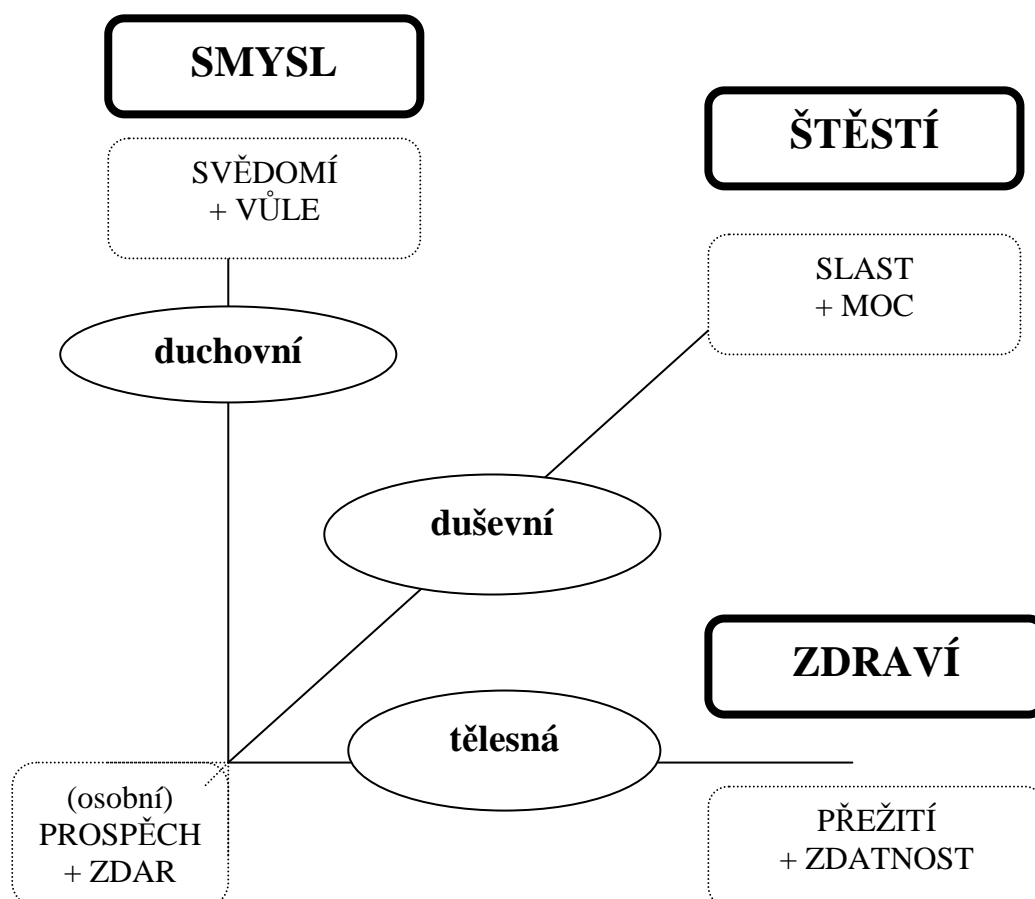 SMYSL
SVĚDOMÍ
+ VŮLE
ŠTĚSTÍ
SLAST
+ MOC
duchovní
duševní
ZDRAVÍ
tělesná
(osobní)
PROSPĚCH
+ ZDAR
PŘEŽITÍ
+ ZDATNOST